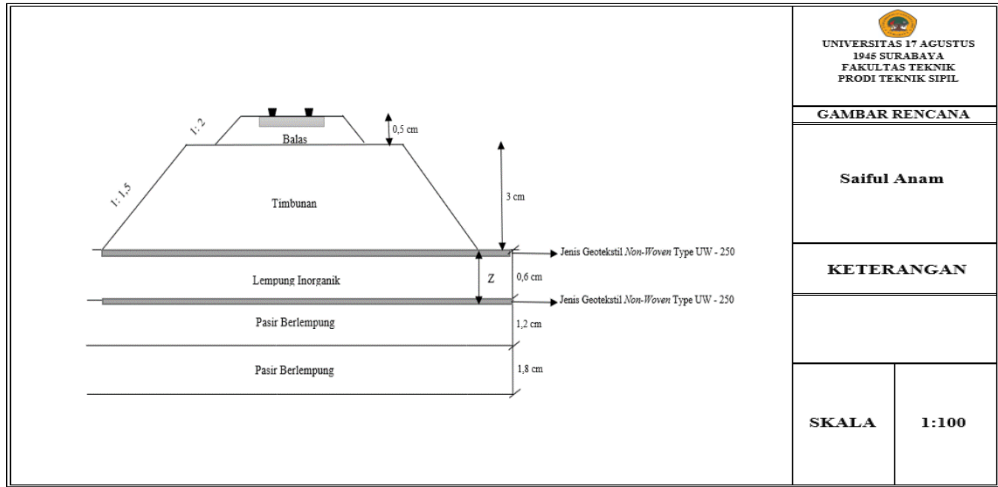 UNIVERSITAS 17 AGUSTUS
1945 SURABAYA
FAKULTAS TEKNIK
PRODI TEKNIK SIPIL
GAMBAR RENCANA
Saiful Anam
KETERANGAN
SKALA
1:100
1: 2
Balas
0,5 cm
1: 1,5
Timbunan
3 cm
Jenis Geotekstil Non-Woven Type UW - 250
Lempung Inorganik
Z
0,6 cm
Jenis Geotekstil Non-Woven Type UW - 250
Pasir Berlempung
1,2 cm
Pasir Berlempung
1,8 cm